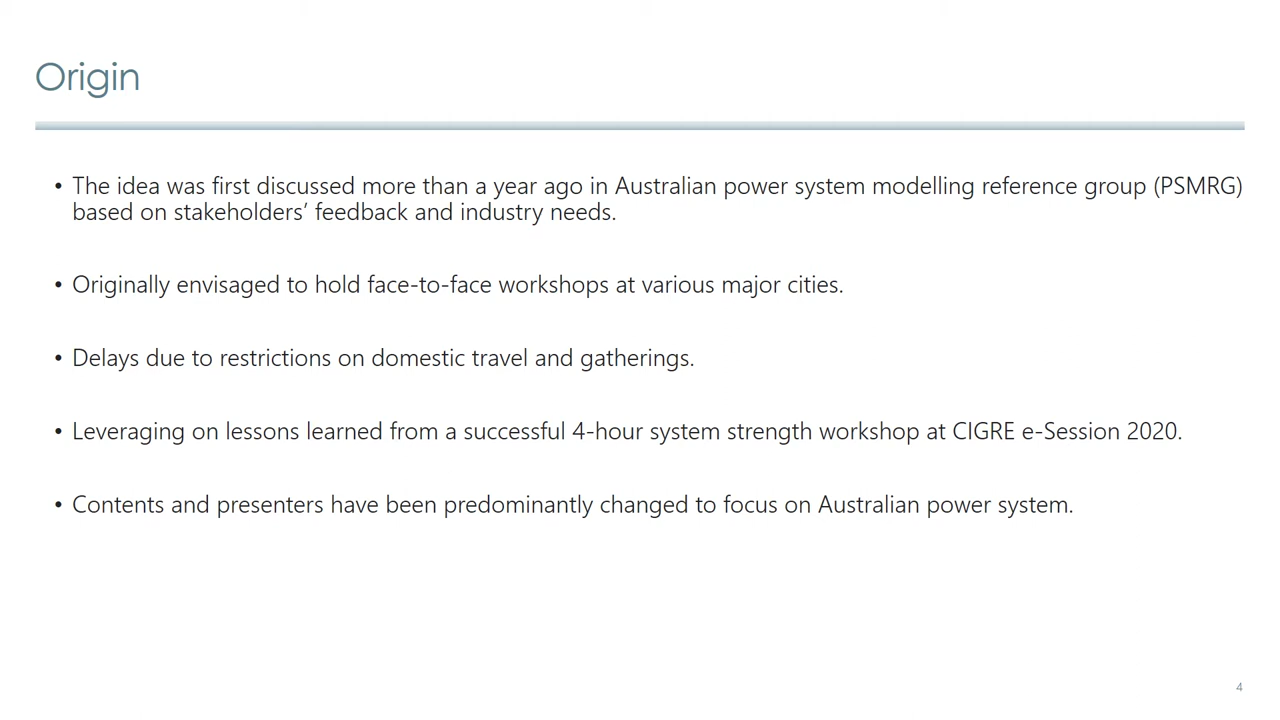 Origin
• The idea was first discussed more than a year ago in Australian power system modelling reference group (PSMRG)
based on stakeholders’ feedback and industry needs.
• Originally envisaged to hold face-to-face workshops at various major cities.
• Delays due to restrictions on domestic travel and gatherings.
• Leveraging on lessons learned from a successful 4-hour system strength workshop at CIGRE e-Session 2020.
• Contents and presenters have been predominantly changed to focus on Australian power system.
4